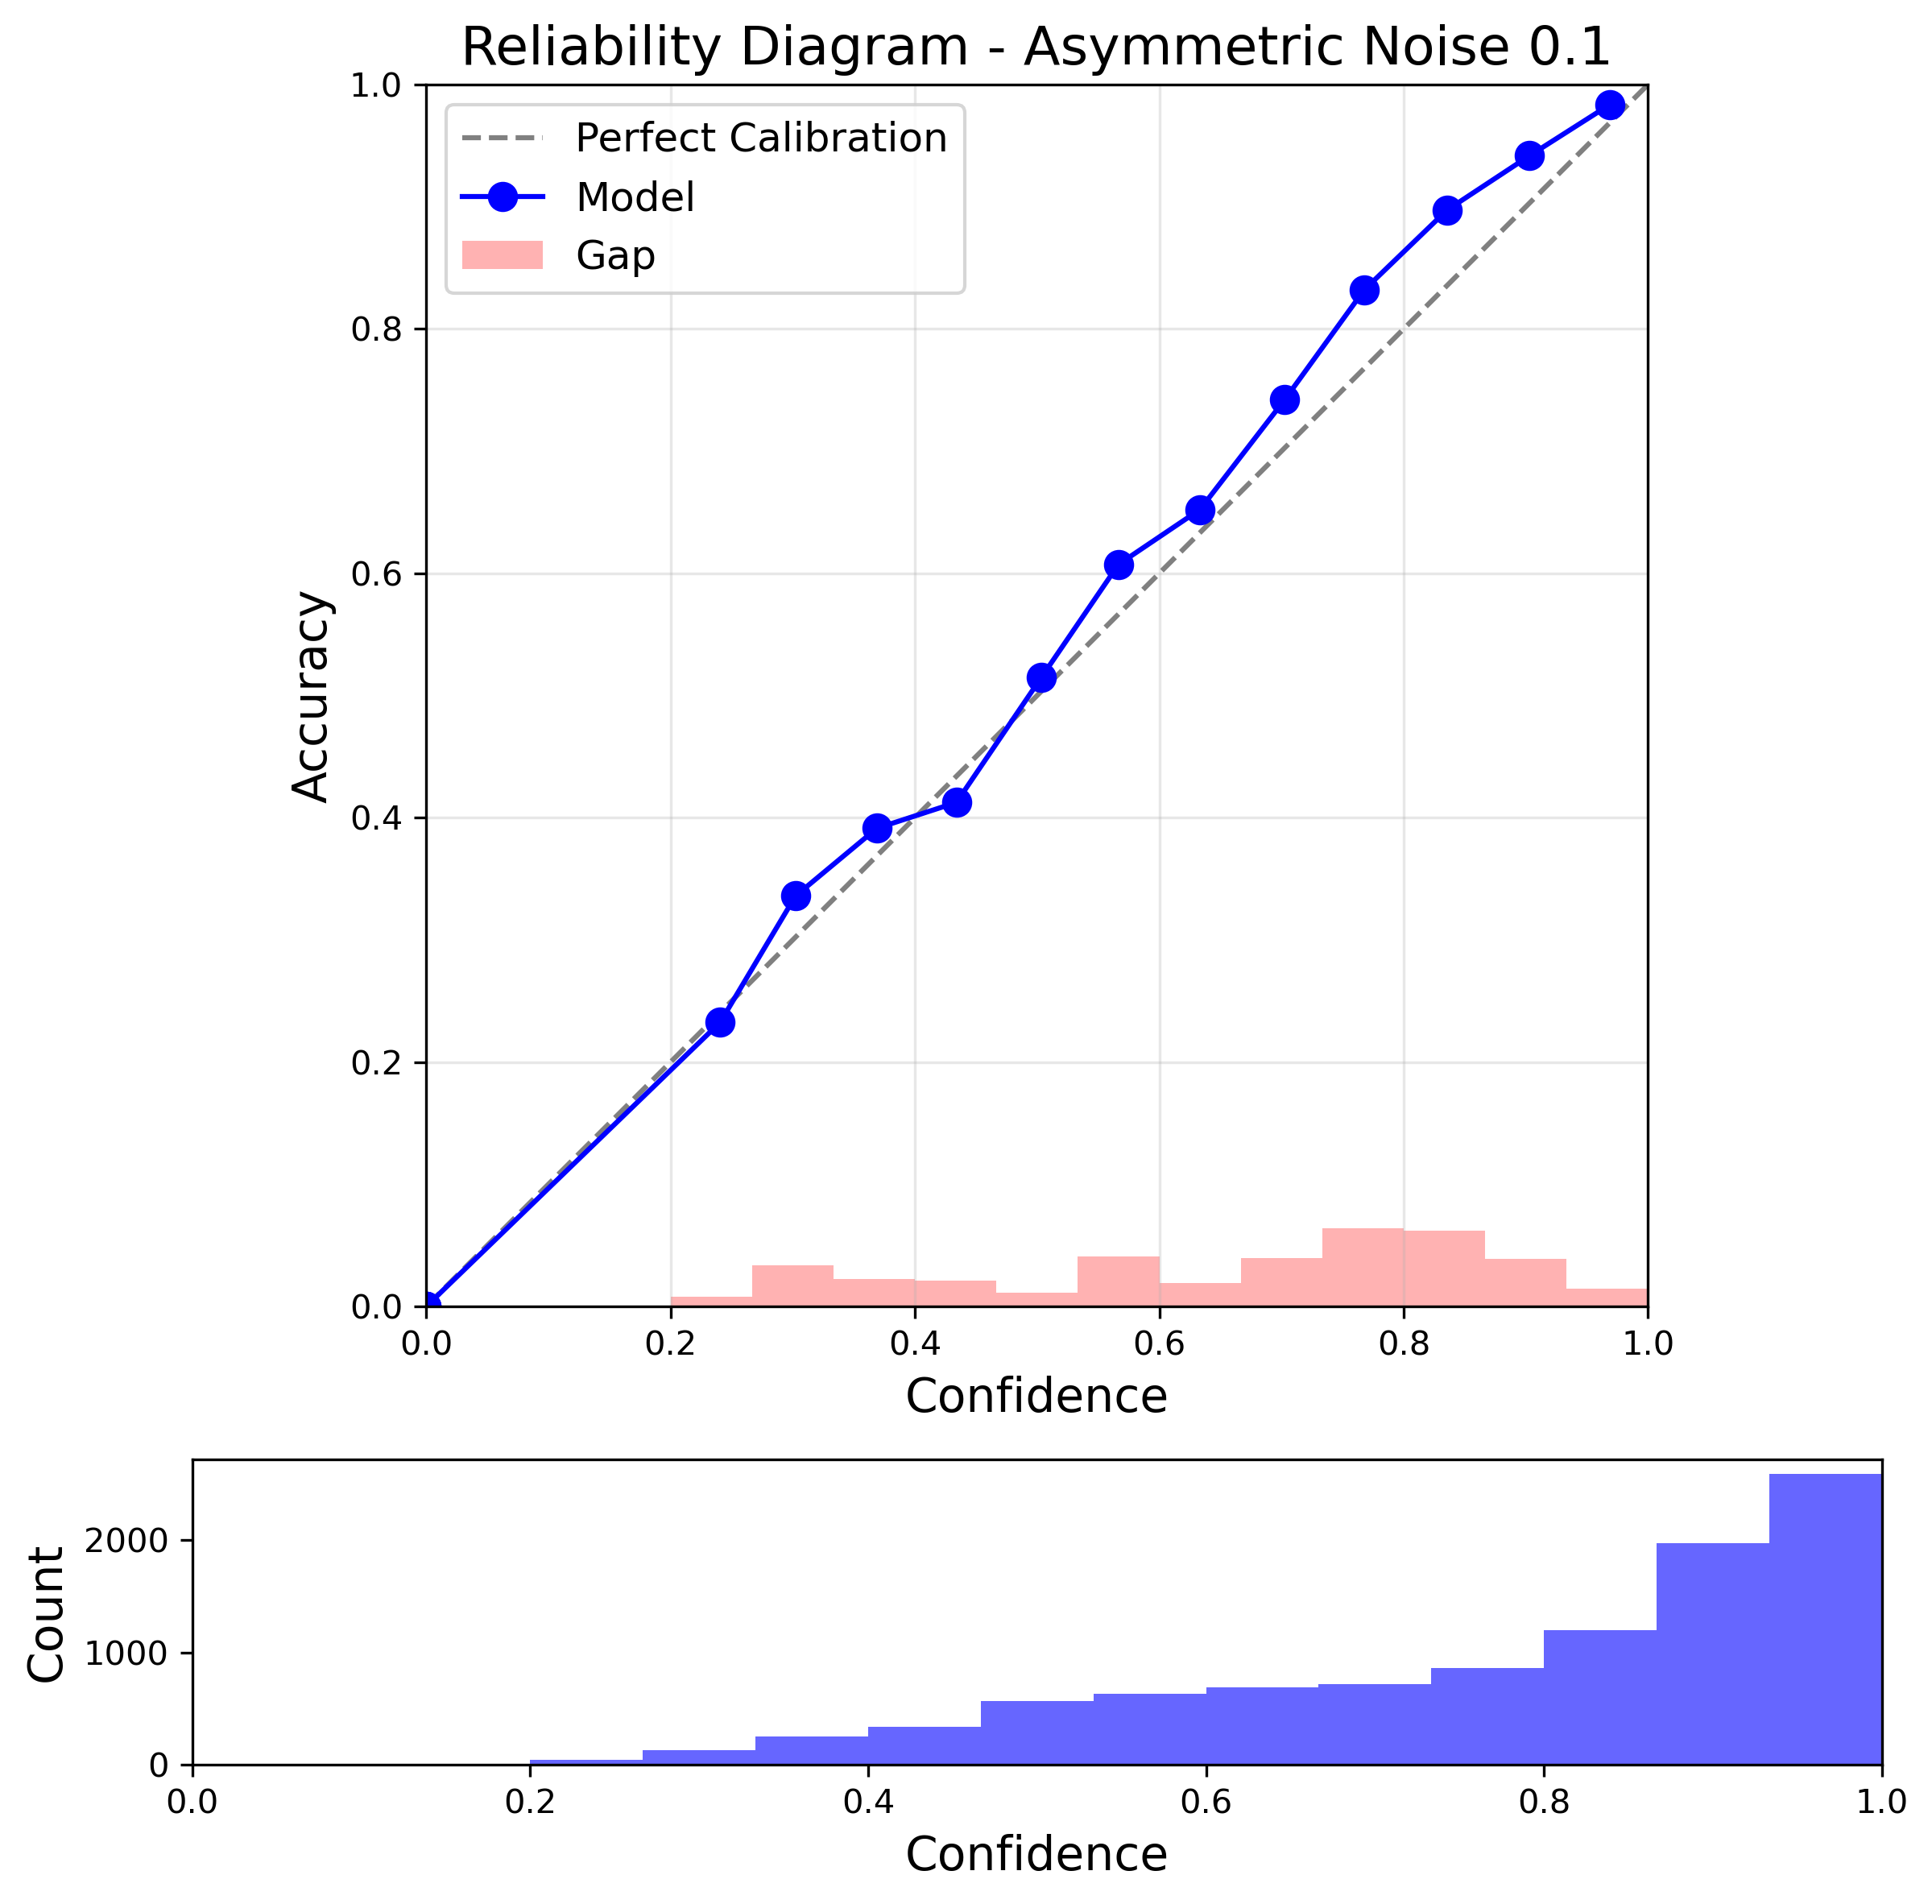 Reliability Diagram - Asymmetric Noise 0.1
Perfect Calibration
Model
Gap
Accuracy
1.0
0.8
0.6
0.4
0.2
0.0
0.0 0.2 0.4 0.6 0.8 1.0
Confidence
Count
2000
1000
0
0.0 0.2 0.4 0.6 0.8 1.0
Confidence